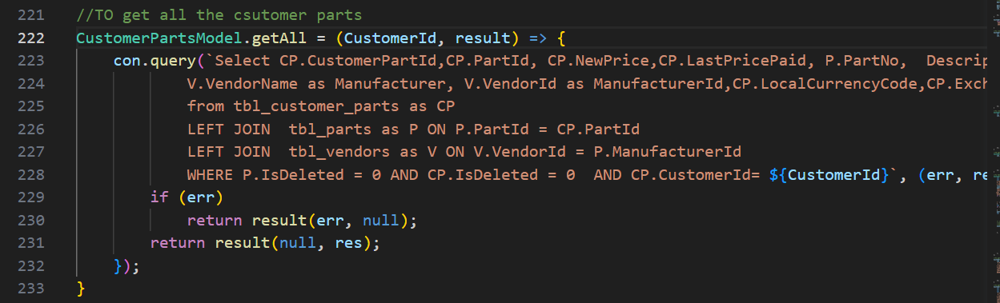 221 //TO get all the csutomer parts
222 CustomerPartsModel.getAll = (CustomerId, result) => {
223 con.query(`Select CP.CustomerPartId,CP.PartId, CP.NewPrice,CP.LastPricePaid, P.PartNo,  Descrip
224 V.VendorName as Manufacturer, V.VendorId as ManufacturerId,CP.LocalCurrencyCode,CP.Exch
225 from tbl_customer_parts as CP
226 LEFT JOIN  tbl_parts as P ON P.PartId = CP.PartId
227 LEFT JOIN  tbl_vendors as V ON V.VendorId = P.ManufacturerId
228 WHERE P.IsDeleted = 0 AND CP.IsDeleted = 0  AND CP.CustomerId= ${CustomerId}`, (err, re
229 if (err)
230 return result(err, null);
231 return result(null, res);
232 });
233 }